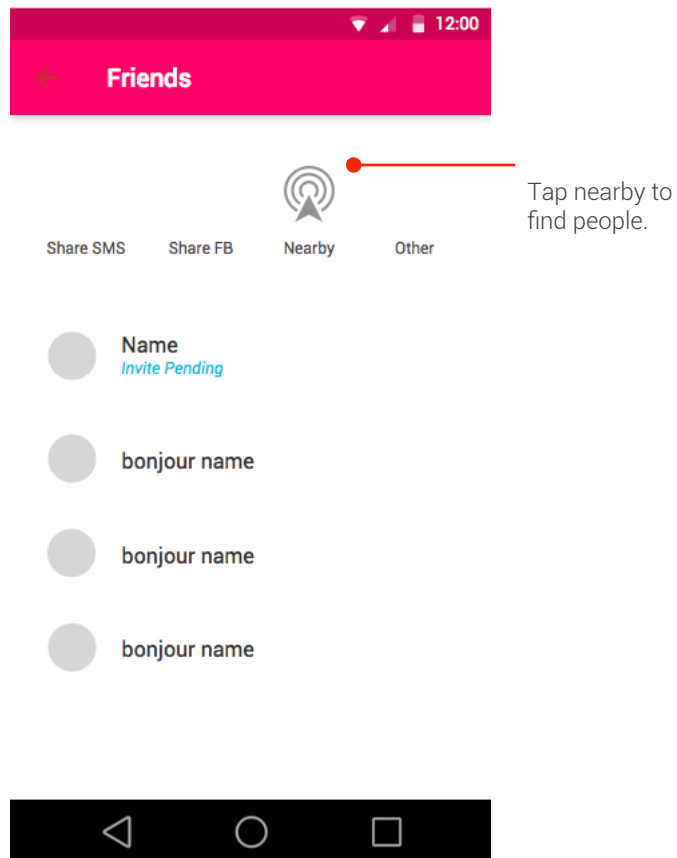 12:00
Friends
Tap nearby to
find people.
Share SMS Share FB Nearby Other
Name
Invite Pending
bonjour name
bonjour name
bonjour name